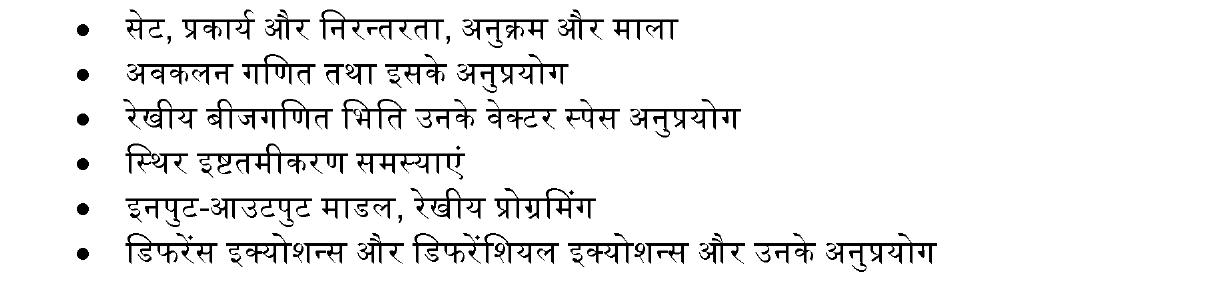 • सेट, प्रकार्य और निरन्तरता, अनुक्रम और माला
• अवकलन गणित तथा इसके अनुप्रयोग
• रेखीय बीजगणित भिति उनके वेक्टर स्पेस अनुप्रयोग
• स्थिर इष्टतमीकरण समस्याएं
• इनपुट-आउटपुट माडल, रेखीय प्रोग्रमिंग
• डिफरेंस इक्योशन्स और डिफरेंशियल इक्योशन्स और उनके अनुप्रयोग